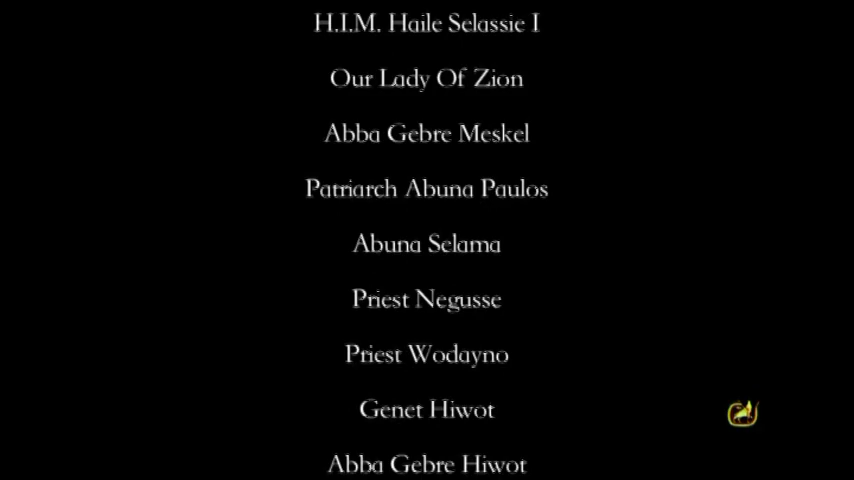 H.I.M. Haile Selassie I
Our Lady Of Zion
Abba Gebre Meskel
Patriarch Abuna Paulos
Abuna Selama
Priest Negusse
Priest Wodayno
Genet Hiwot
Abba Gebre Hiwot